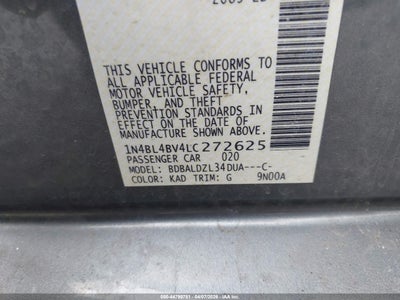 THIS VEHICLE CONFORMS TO
ALL APPLICABLE FEDERAL
MOTOR VEHICLE SAFETY,
BUMPER, AND THEFT
PREVENTION STANDARDS IN
EFFECT ON THE DATE OF
MANUFACTURE SHOWN ABOVE.
1N4BL4BV4LC272625
PASSENGER CAR 020
MODEL: BDBALDZL34DUA---C-
COLOR: KAD TRIM: G 9N00A